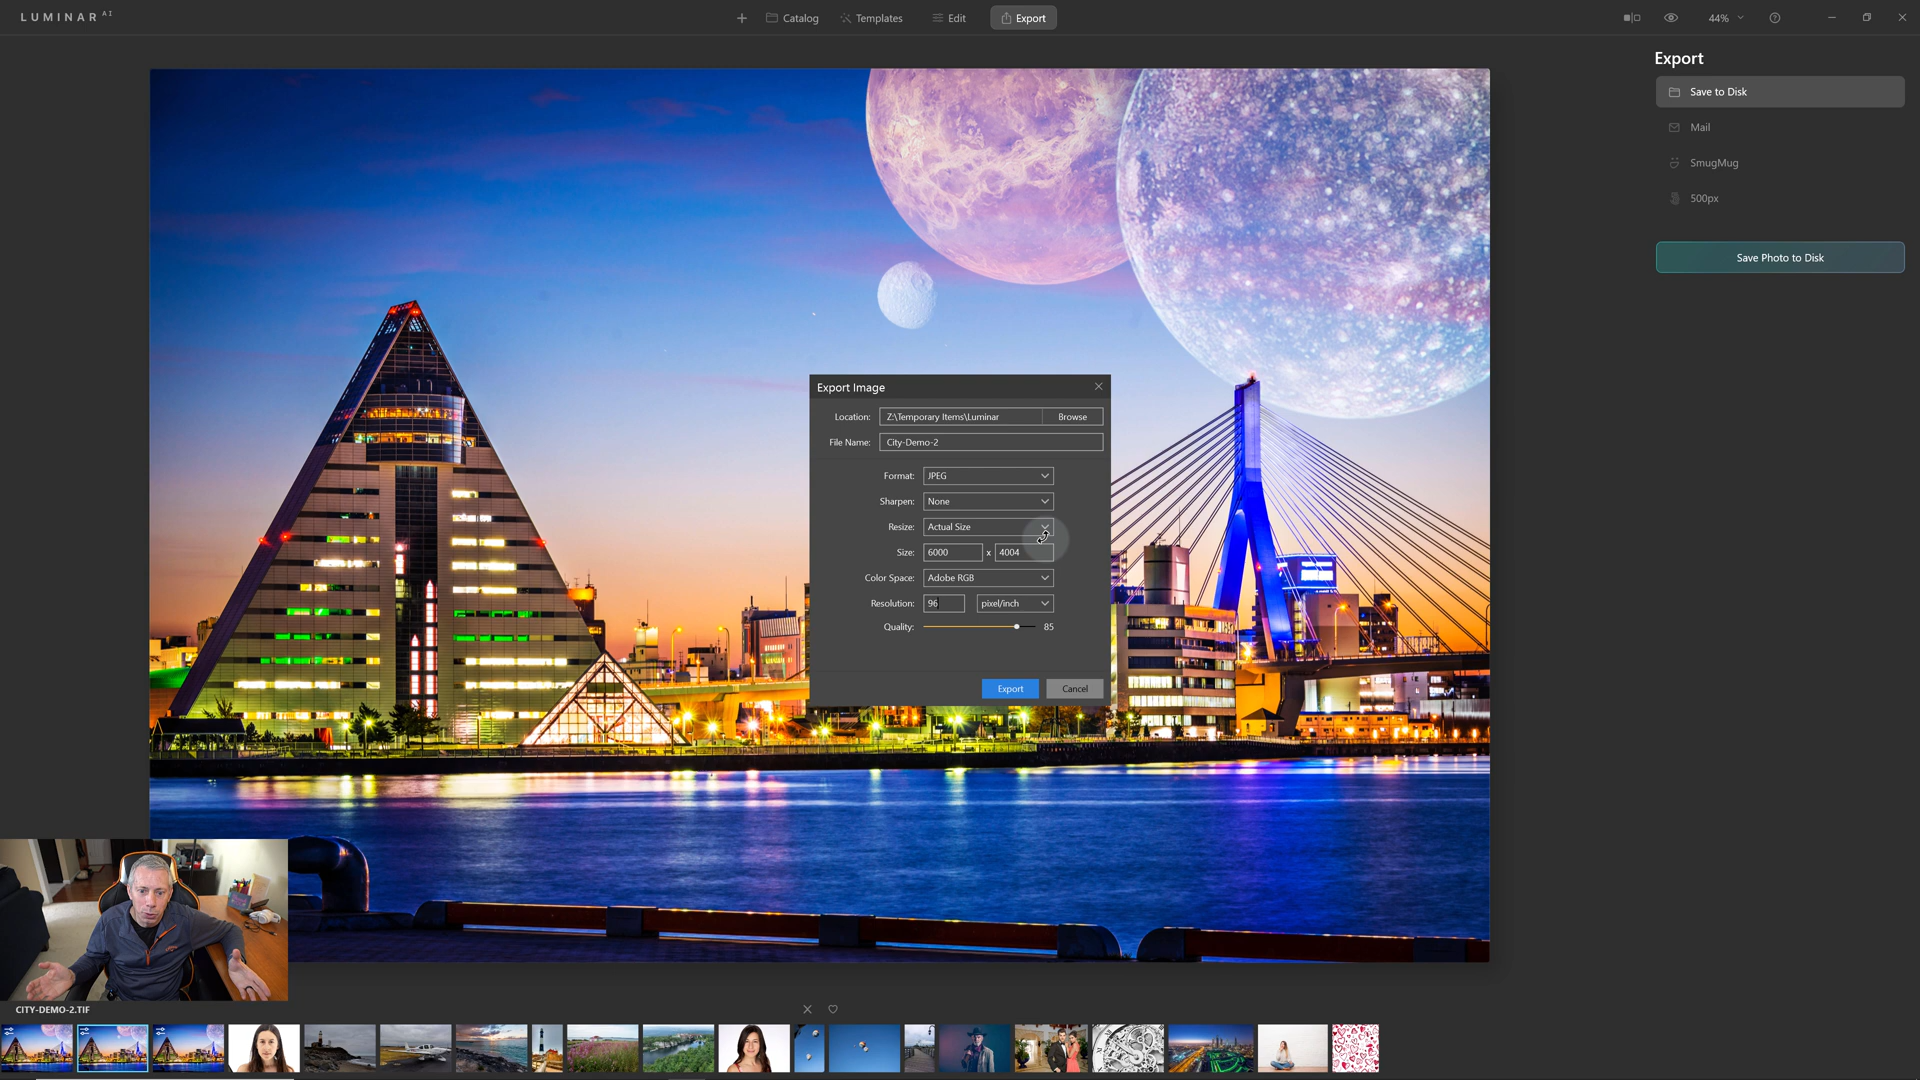 LUMINAR AI
Catalog Templates Edit Export
44%
Export
Save to Disk
Mail
SmugMug
500px
Save Photo to Disk
Export Image
Location: Z:\Temporary Items\Luminar Browse
File Name: City-Demo-2
Format: JPEG
Sharpen: None
Resize: Actual Size
Size: 6000 x 4004
Color Space: Adobe RGB
Resolution: 96 pixel/inch
Quality: 85
Export Cancel
CITY-DEMO-2.TIF